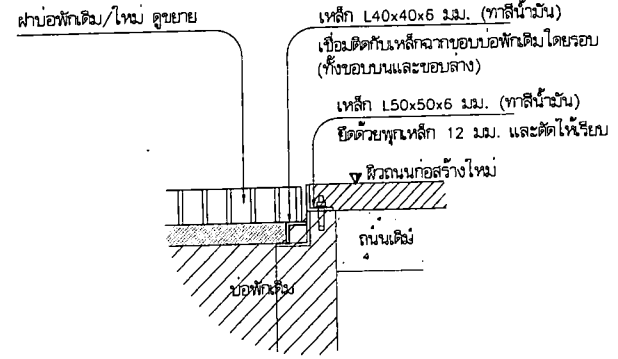 ฝาบ่อพักเดิม/ใหม่ ดูขยาย
เหล็ก L40x40x6 มม. (ทาสีน้ำมัน)
เชื่อมติดกับเหล็กฉากขอบบ่อพักเดิมโดยรอบ
(ทั้งขอบบนและขอบล่าง)
เหล็ก L50x50x6 มม. (ทาสีน้ำมัน)
ยึดด้วยพุกเหล็ก 12 มม. และตัดให้เรียบ
ผิวถนนก่อสร้างใหม่
ถนนเดิม
บ่อพักเดิม